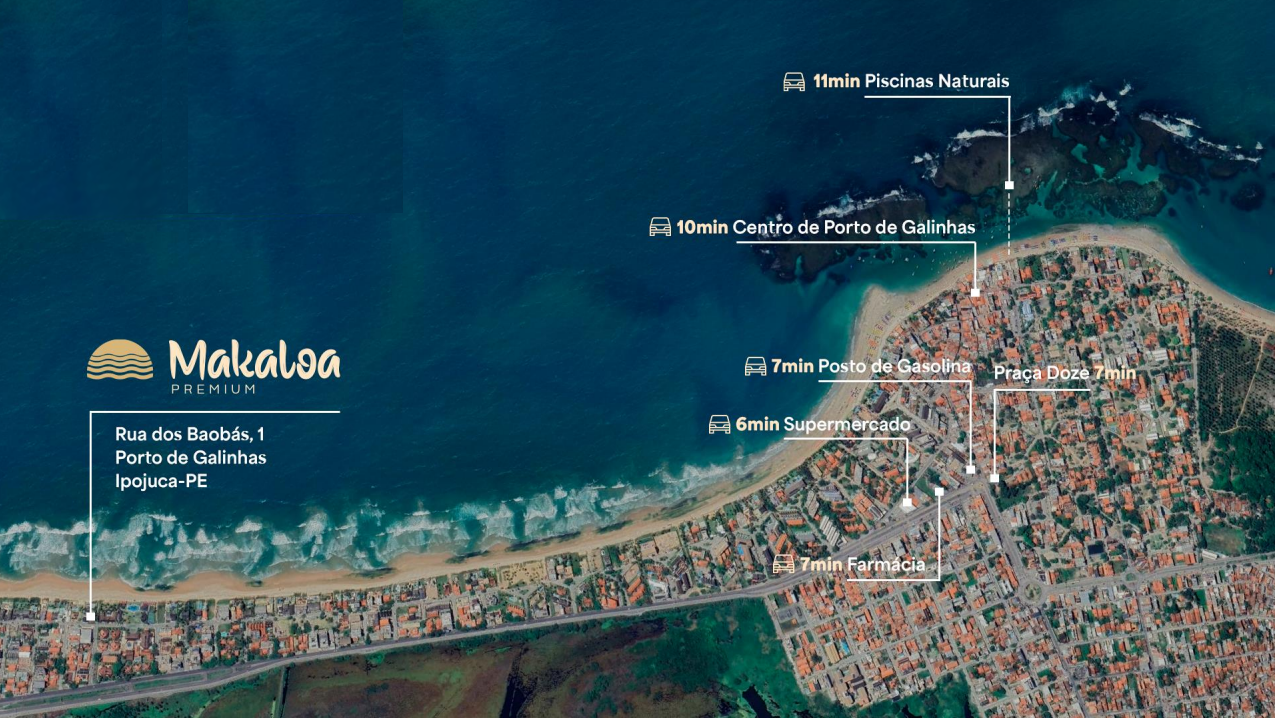 11min Piscinas Naturais
10min Centro de Porto de Galinhas
Makaloa
PREMIUM
Rua dos Baobás, 1
Porto de Galinhas
Ipojuca-PE
7min Posto de Gasolina
Praça Doze 7min
6min Supermercado
7min Farmácia